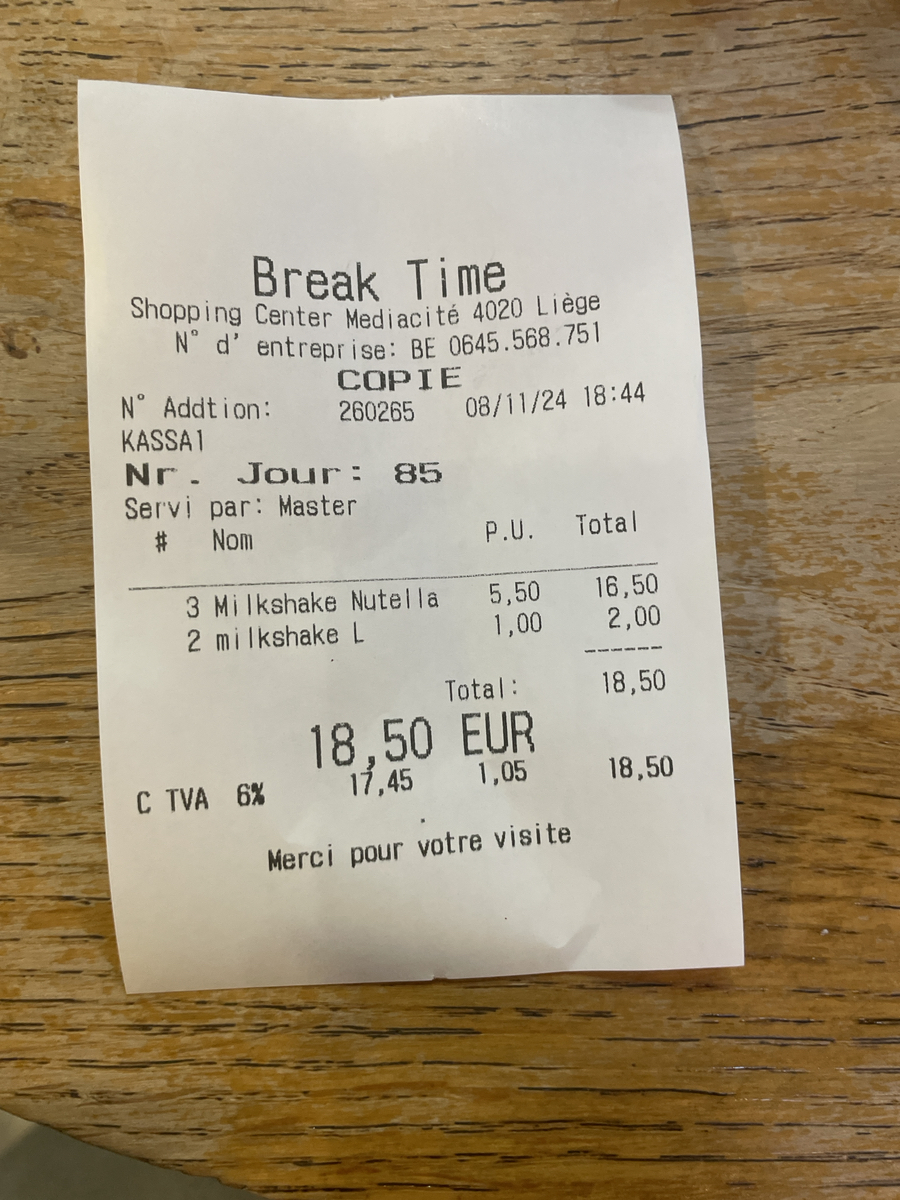 Break Time
Shopping Center Mediacité 4020 Liège
N° d' entreprise: BE 0645.568.751
COPIE
N° Addtion: 260265 08/11/24 18:44
KASSA1
Nr. Jour: 85
Servi par: Master
# Nom P.U. Total
3 Milkshake Nutella 5,50 16,50
2 milkshake L 1,00 2,00
------
Total: 18,50
18,50 EUR
C TVA 6% 17,45 1,05 18,50
Merci pour votre visite